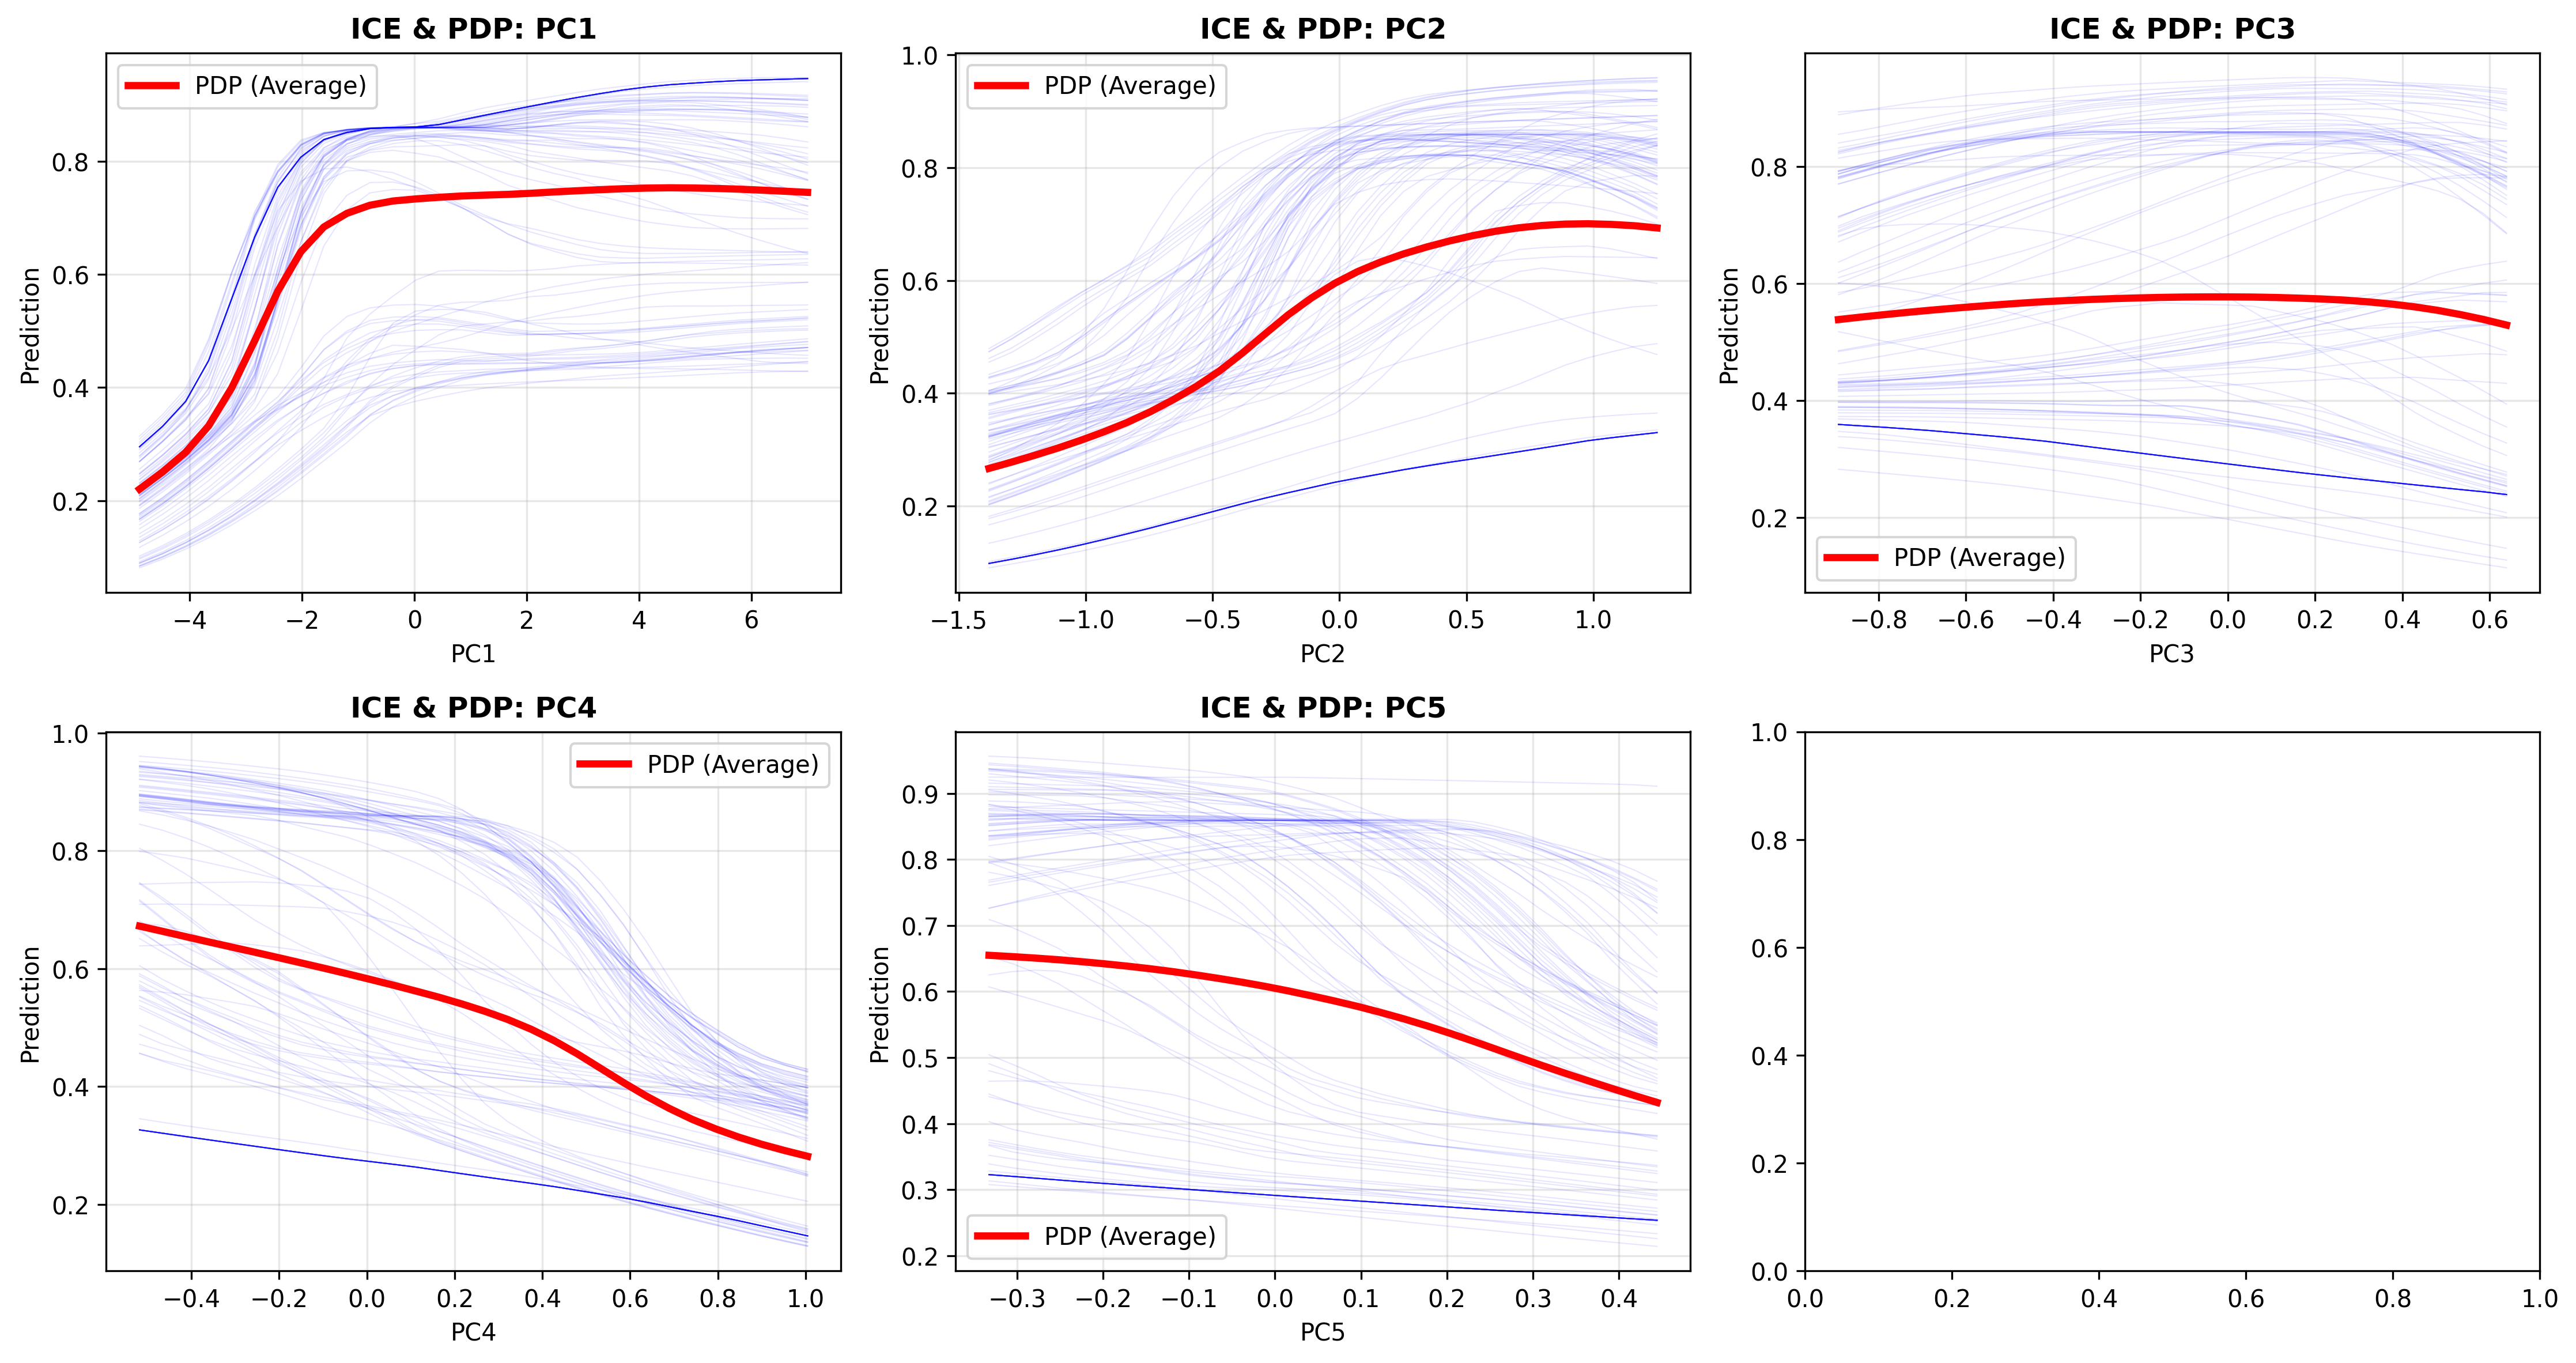 ICE & PDP: PC1
PDP (Average)
Prediction
0.8
0.6
0.4
0.2
−4 −2 0 2 4 6
PC1
ICE & PDP: PC2
PDP (Average)
Prediction
1.0
0.8
0.6
0.4
0.2
−1.5 −1.0 −0.5 0.0 0.5 1.0
PC2
ICE & PDP: PC3
Prediction
0.8
0.6
0.4
0.2
PDP (Average)
−0.8 −0.6 −0.4 −0.2 0.0 0.2 0.4 0.6
PC3
ICE & PDP: PC4
PDP (Average)
Prediction
1.0
0.8
0.6
0.4
0.2
−0.4 −0.2 0.0 0.2 0.4 0.6 0.8 1.0
PC4
ICE & PDP: PC5
Prediction
0.9
0.8
0.7
0.6
0.5
0.4
0.3
0.2
PDP (Average)
−0.3 −0.2 −0.1 0.0 0.1 0.2 0.3 0.4
PC5
1.0
0.8
0.6
0.4
0.2
0.0
0.0 0.2 0.4 0.6 0.8 1.0